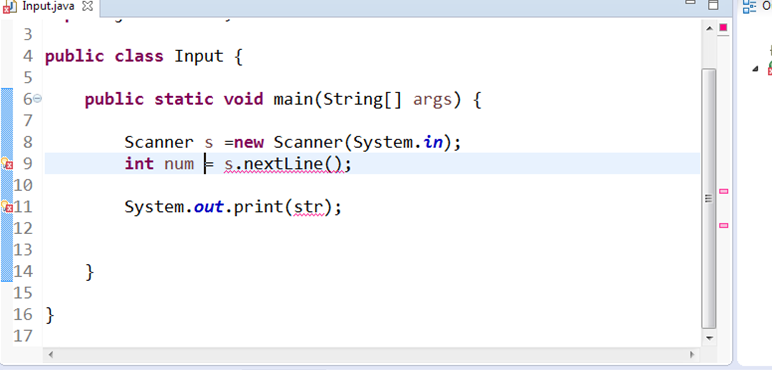 Input.java
3
4 public class Input {
5
6 public static void main(String[] args) {
7
8 Scanner s =new Scanner(System.in);
9 int num = s.nextLine();
10
11 System.out.print(str);
12
13
14 }
15
16 }
17